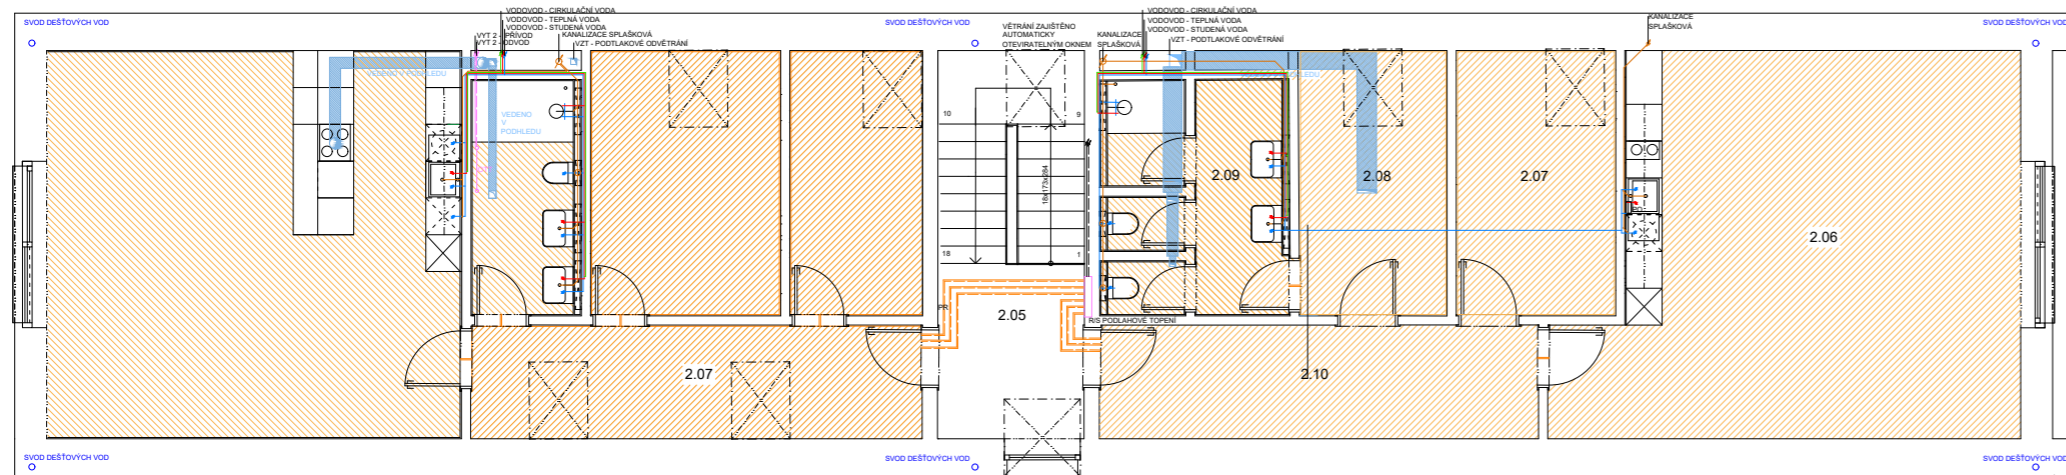 SVOD DEŠŤOVÝCH VOD
VODOVOD - CIRKULAČNÍ VODA
VODOVOD - TEPLNÁ VODA
VODOVOD - STUDENÁ VODA
VYT 2 - PŘÍVOD
VYT 2 - ODVOD
KANALIZACE SPLAŠKOVÁ
VZT - PODTLAKOVÉ ODVĚTRÁNÍ
SVOD DEŠŤOVÝCH VOD
VĚTRÁNÍ ZAJIŠTĚNO
AUTOMATICKY
OTEVÍRATELNÝM OKNEM
VODOVOD - CIRKULAČNÍ VODA
VODOVOD - TEPLNÁ VODA
VODOVOD - STUDENÁ VODA
KANALIZACE
SPLAŠKOVÁ
VZT - PODTLAKOVÉ ODVĚTRÁNÍ
KANALIZACE
SPLAŠKOVÁ
SVOD DEŠŤOVÝCH VOD
VEDENO V PODHLEDU
VEDENO V PODHLEDU
VEDENO
V
PODHLEDU
10
9
18x173x284
18
1
2.09
2.08
2.07
2.06
PR
2.05
R/S PODLAHOVÉ TOPENÍ
2.07
2.10
SVOD DEŠŤOVÝCH VOD
SVOD DEŠŤOVÝCH VOD
SVOD DEŠŤOVÝCH VOD